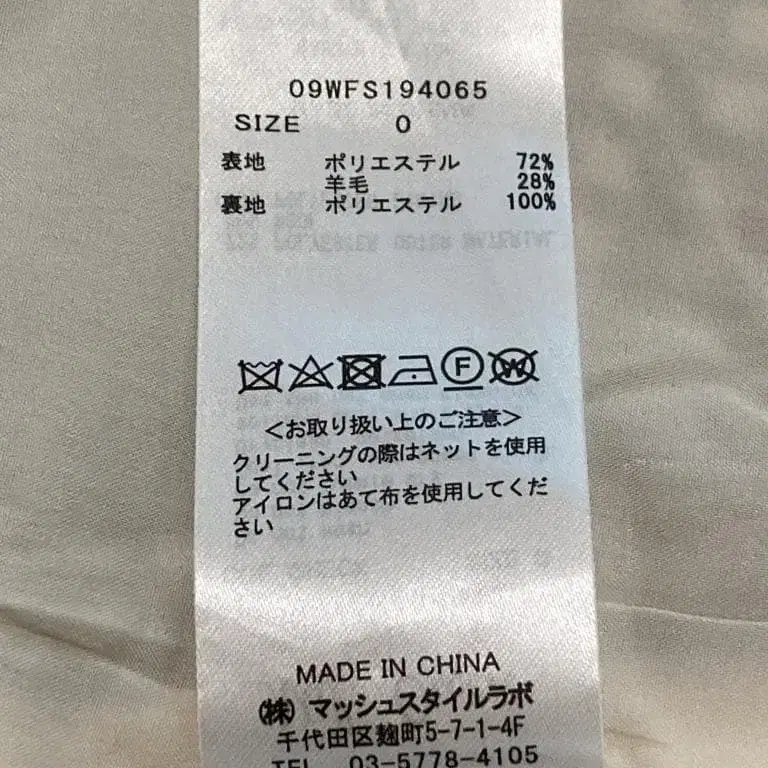 09WFS194065
SIZE 0
表地 ポリエステル 72%
羊毛 28%
裏地 ポリエステル 100%
F W
<お取り扱い上のご注意>
クリーニングの際はネットを使用
してください
アイロンはあて布を使用してくだ
さい
MADE IN CHINA
(株)マッシュスタイルラボ
千代田区麹町5-7-1-4F
TEL 03-5778-4105